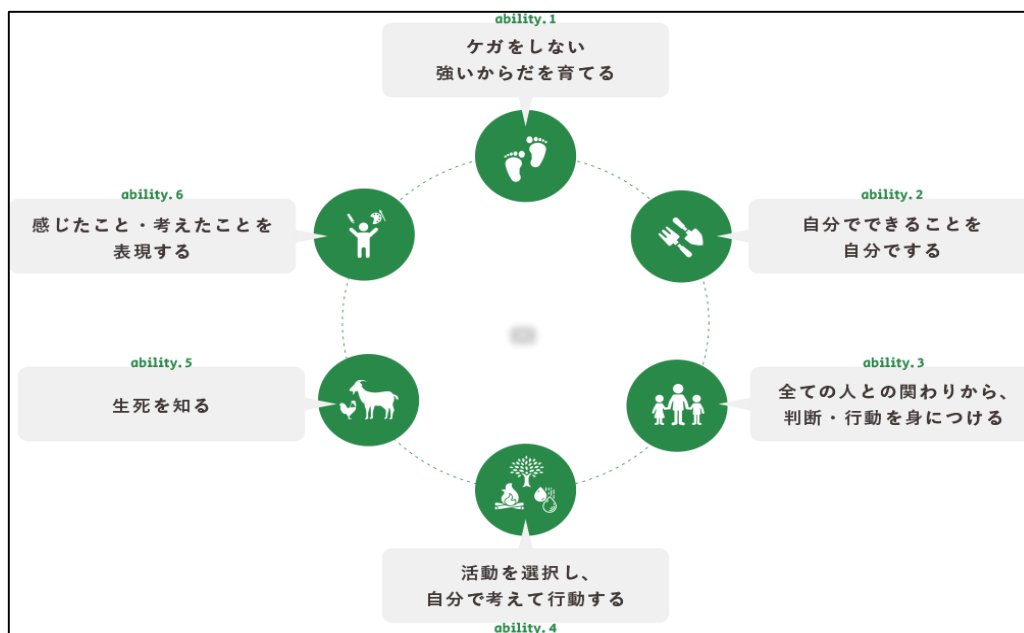 ability.1
ケガをしない
強いからだを育てる
ability.2
自分でできることを
自分でする
ability.3
全ての人との関わりから、
判断・行動を身につける
活動を選択し、
自分で考えて行動する
ability.4
ability.5
生死を知る
ability.6
感じたこと・考えたことを
表現する